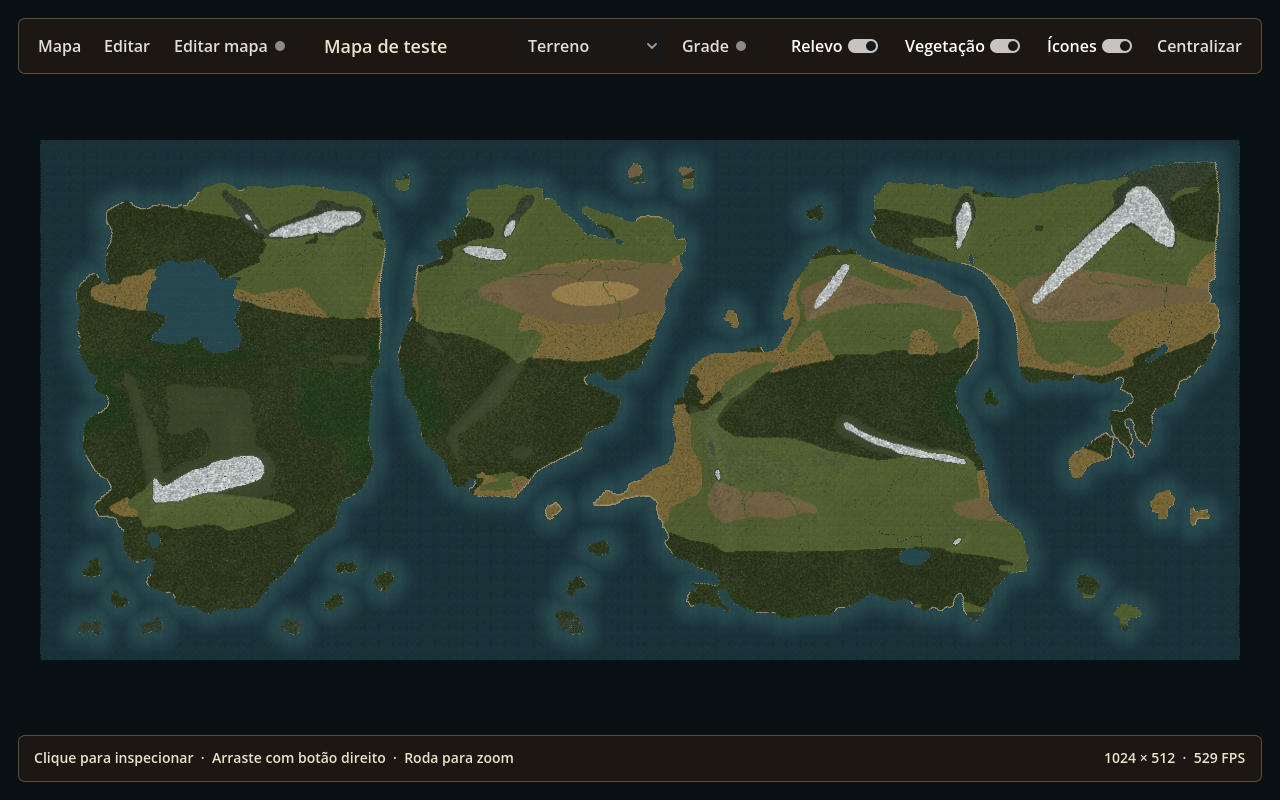 Mapa Editar Editar mapa Mapa de teste Terreno Grade Relevo Vegetação Ícones Centralizar
Clique para inspecionar · Arraste com botão direito · Roda para zoom 1024 × 512 · 529 FPS